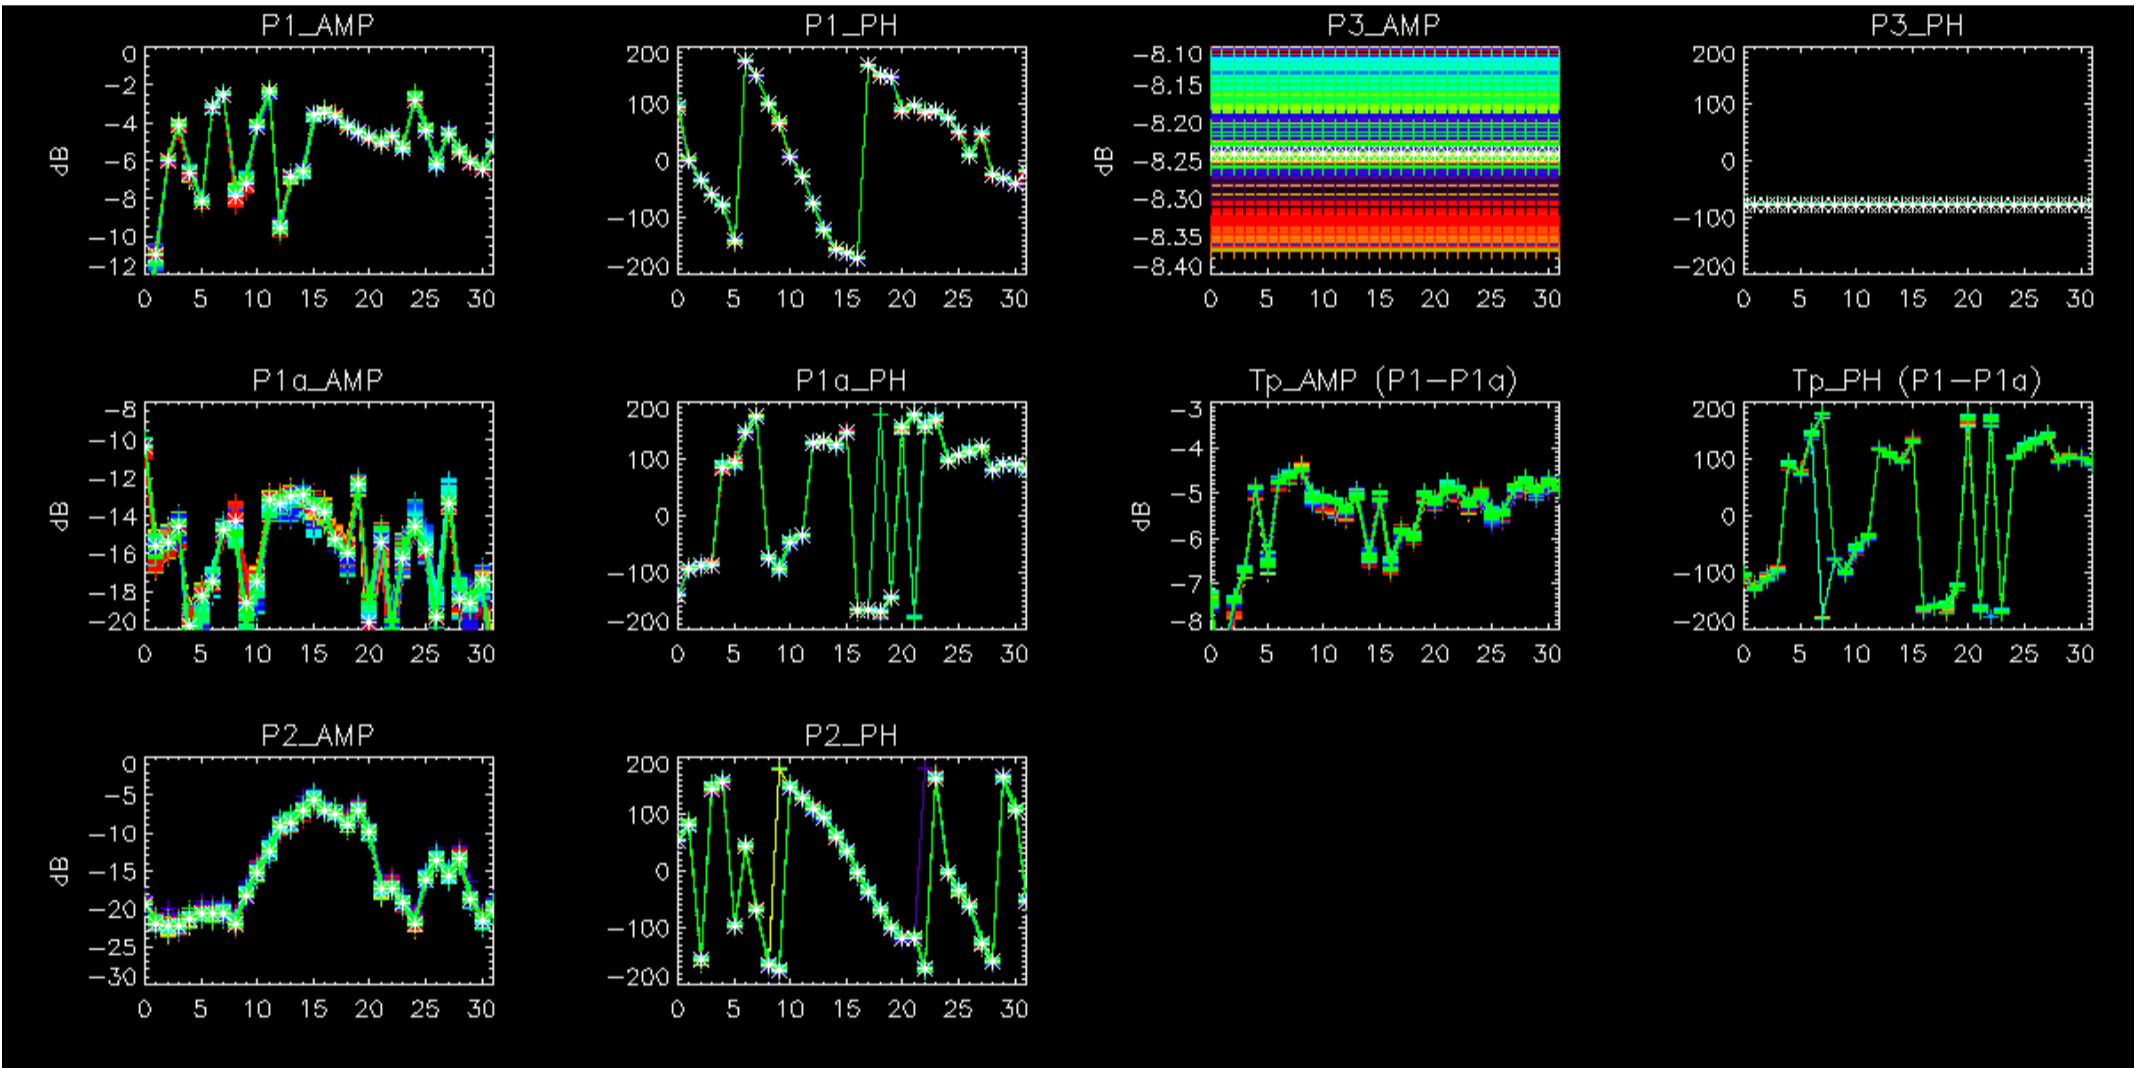 P1_AMP P1_PH P3_AMP P3_PH
0 200 -8.10 200
-2 -8.15
-4 100 -8.20 100
dB -6 0 dB -8.25 0
-8 -8.30
-10 -100 -8.35 -100
-12 -200 -8.40 -200
0 5 10 15 20 25 30 0 5 10 15 20 25 30 0 5 10 15 20 25 30 0 5 10 15 20 25 30
P1a_AMP P1a_PH Tp_AMP (P1-P1a) Tp_PH (P1-P1a)
-8 200 -3 200
-10 100 -4 100
-12
dB -14 0 dB -5 0
-16 -6
-18 -100 -7 -100
-20 -200 -8 -200
0 5 10 15 20 25 30 0 5 10 15 20 25 30 0 5 10 15 20 25 30 0 5 10 15 20 25 30
P2_AMP P2_PH
0 200
-5 100
-10
dB -15 0
-20 -100
-25
-30 -200
0 5 10 15 20 25 30 0 5 10 15 20 25 30